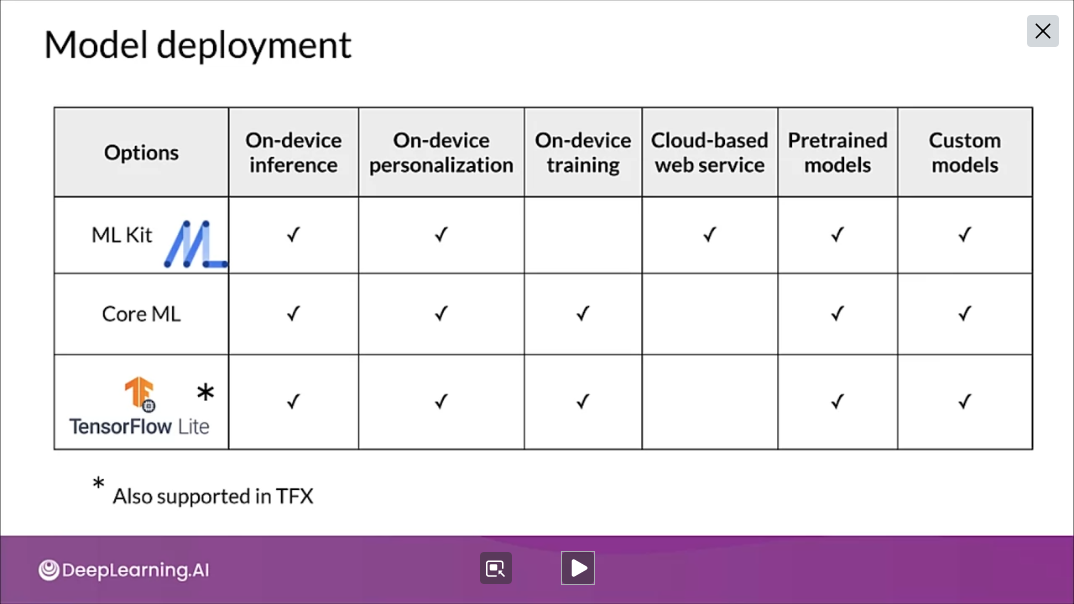 Model deployment
Options
On-device
inference
On-device
personalization
On-device
training
Cloud-based
web service
Pretrained
models
Custom
models
ML Kit ✓ ✓ ✓ ✓ ✓
Core ML ✓ ✓ ✓ ✓ ✓
* ✓ ✓ ✓ ✓ ✓
TensorFlow Lite
* Also supported in TFX
DeepLearning.AI